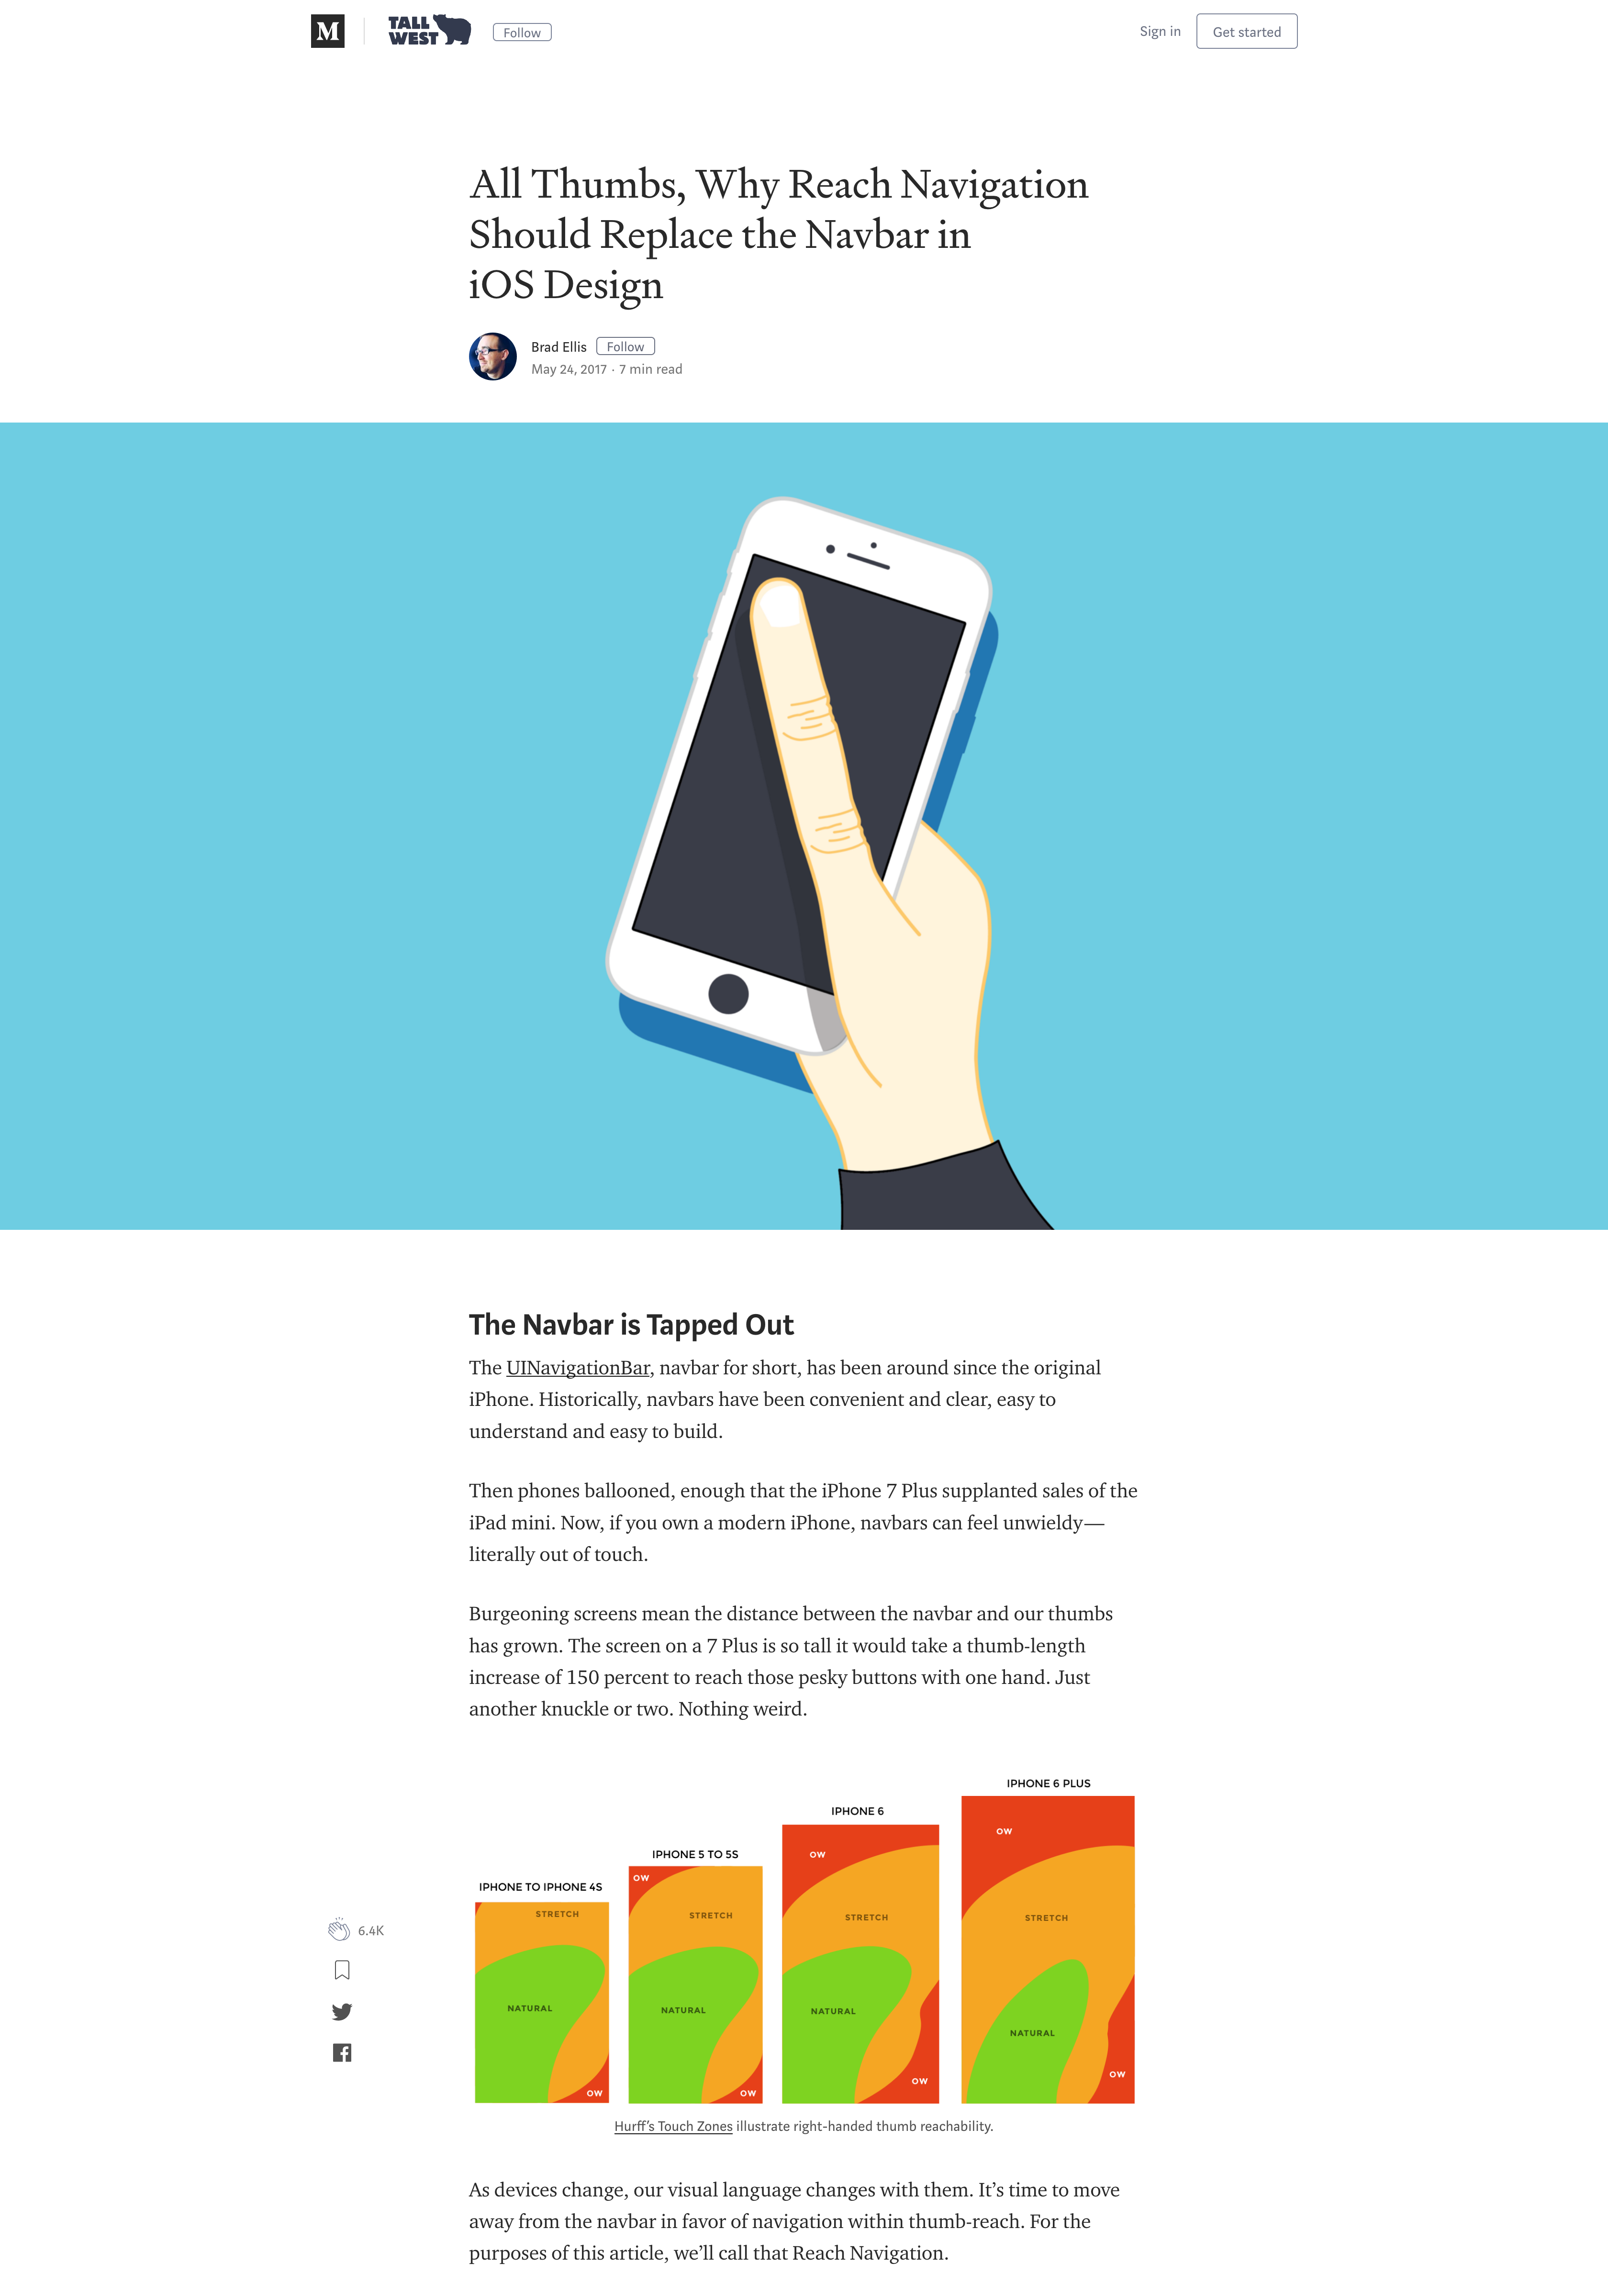 M
TALL
WEST
Follow
Sign in
Get started
All Thumbs, Why Reach Navigation
Should Replace the Navbar in
iOS Design
Brad Ellis
Follow
May 24, 2017 · 7 min read
The Navbar is Tapped Out
The UINavigationBar, navbar for short, has been around since the original
iPhone. Historically, navbars have been convenient and clear, easy to
understand and easy to build.
Then phones ballooned, enough that the iPhone 7 Plus supplanted sales of the
iPad mini. Now, if you own a modern iPhone, navbars can feel unwieldy—
literally out of touch.
Burgeoning screens mean the distance between the navbar and our thumbs
has grown. The screen on a 7 Plus is so tall it would take a thumb-length
increase of 150 percent to reach those pesky buttons with one hand. Just
another knuckle or two. Nothing weird.
IPHONE TO IPHONE 4S
STRETCH
NATURAL
OW
IPHONE 5 TO 5S
OW
STRETCH
NATURAL
OW
IPHONE 6
OW
STRETCH
NATURAL
OW
IPHONE 6 PLUS
OW
STRETCH
NATURAL
OW
6.4K
Hurff’s Touch Zones illustrate right-handed thumb reachability.
As devices change, our visual language changes with them. It’s time to move
away from the navbar in favor of navigation within thumb-reach. For the
purposes of this article, we’ll call that Reach Navigation.